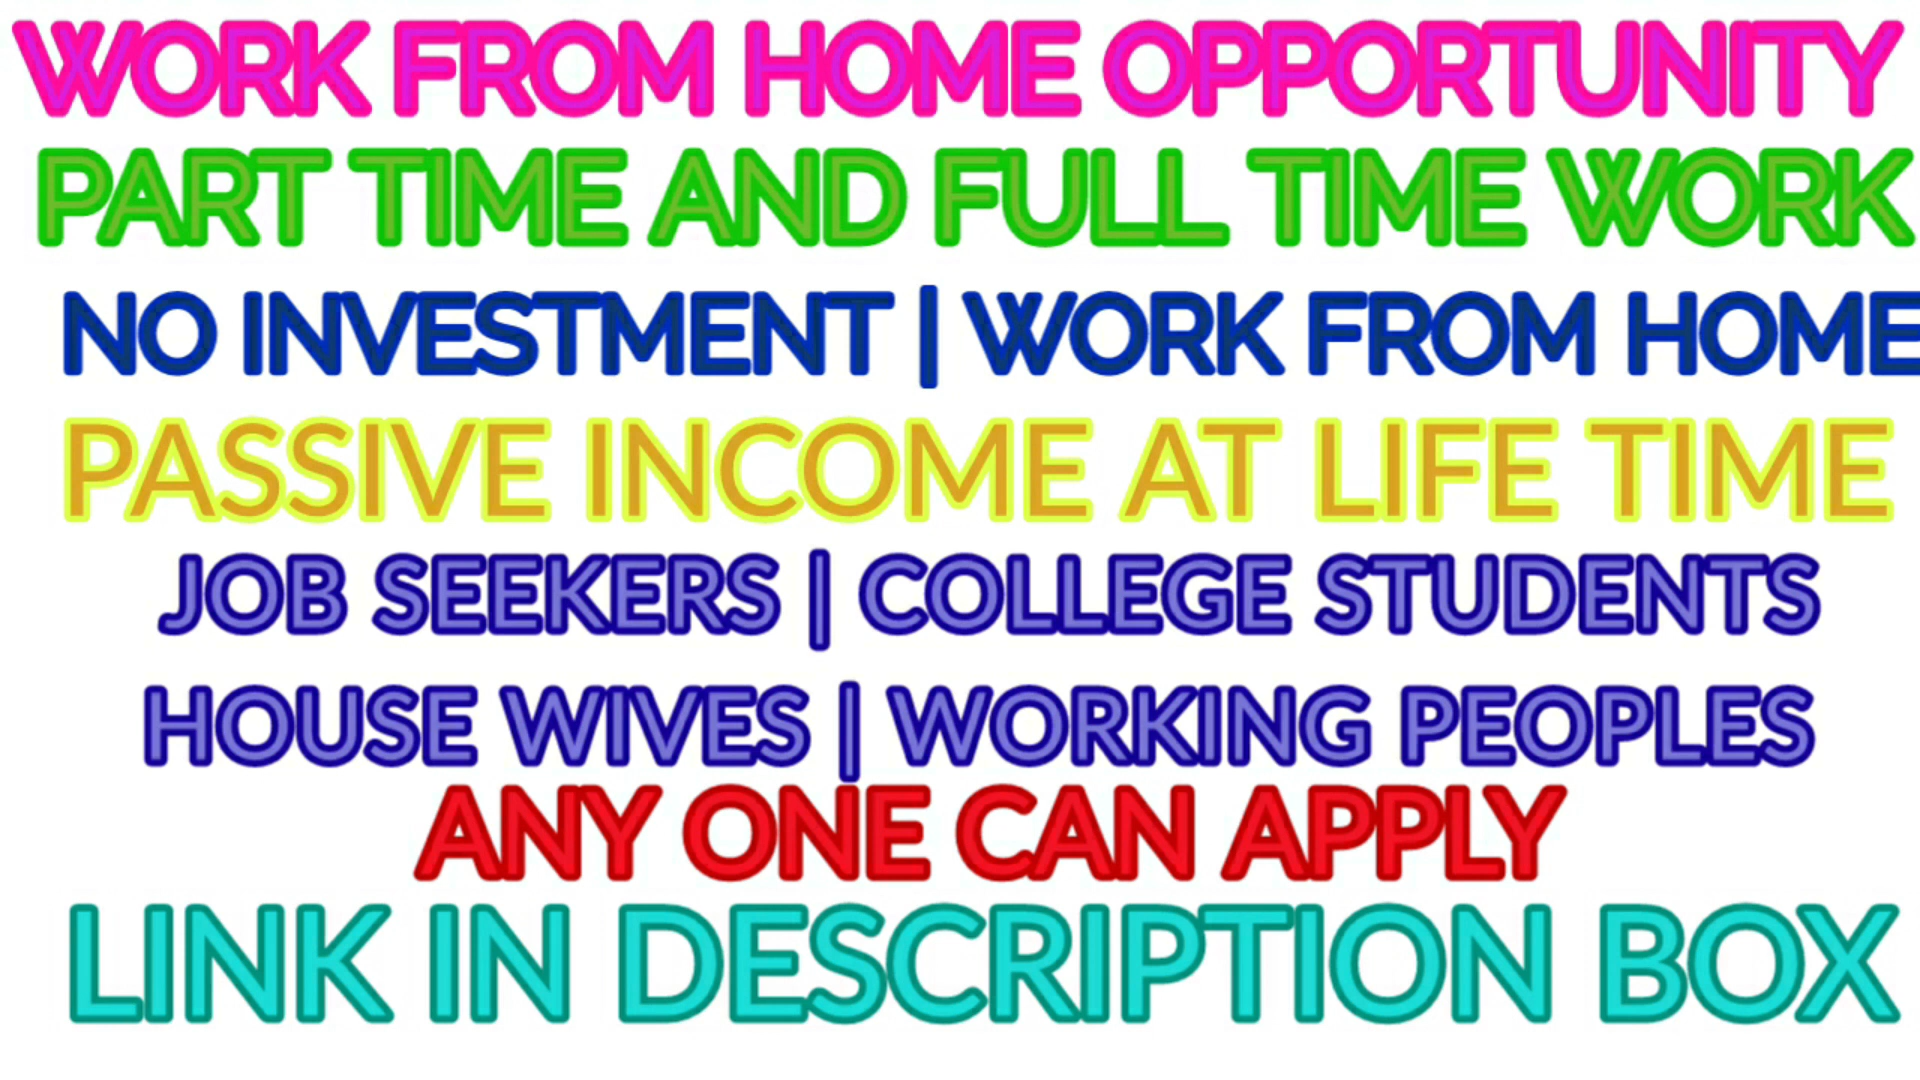 WORK FROM HOME OPPORTUNITY
PART TIME AND FULL TIME WORK
NO INVESTMENT | WORK FROM HOME
PASSIVE INCOME AT LIFE TIME
JOB SEEKERS | COLLEGE STUDENTS
HOUSE WIVES | WORKING PEOPLES
ANY ONE CAN APPLY
LINK IN DESCRIPTION BOX